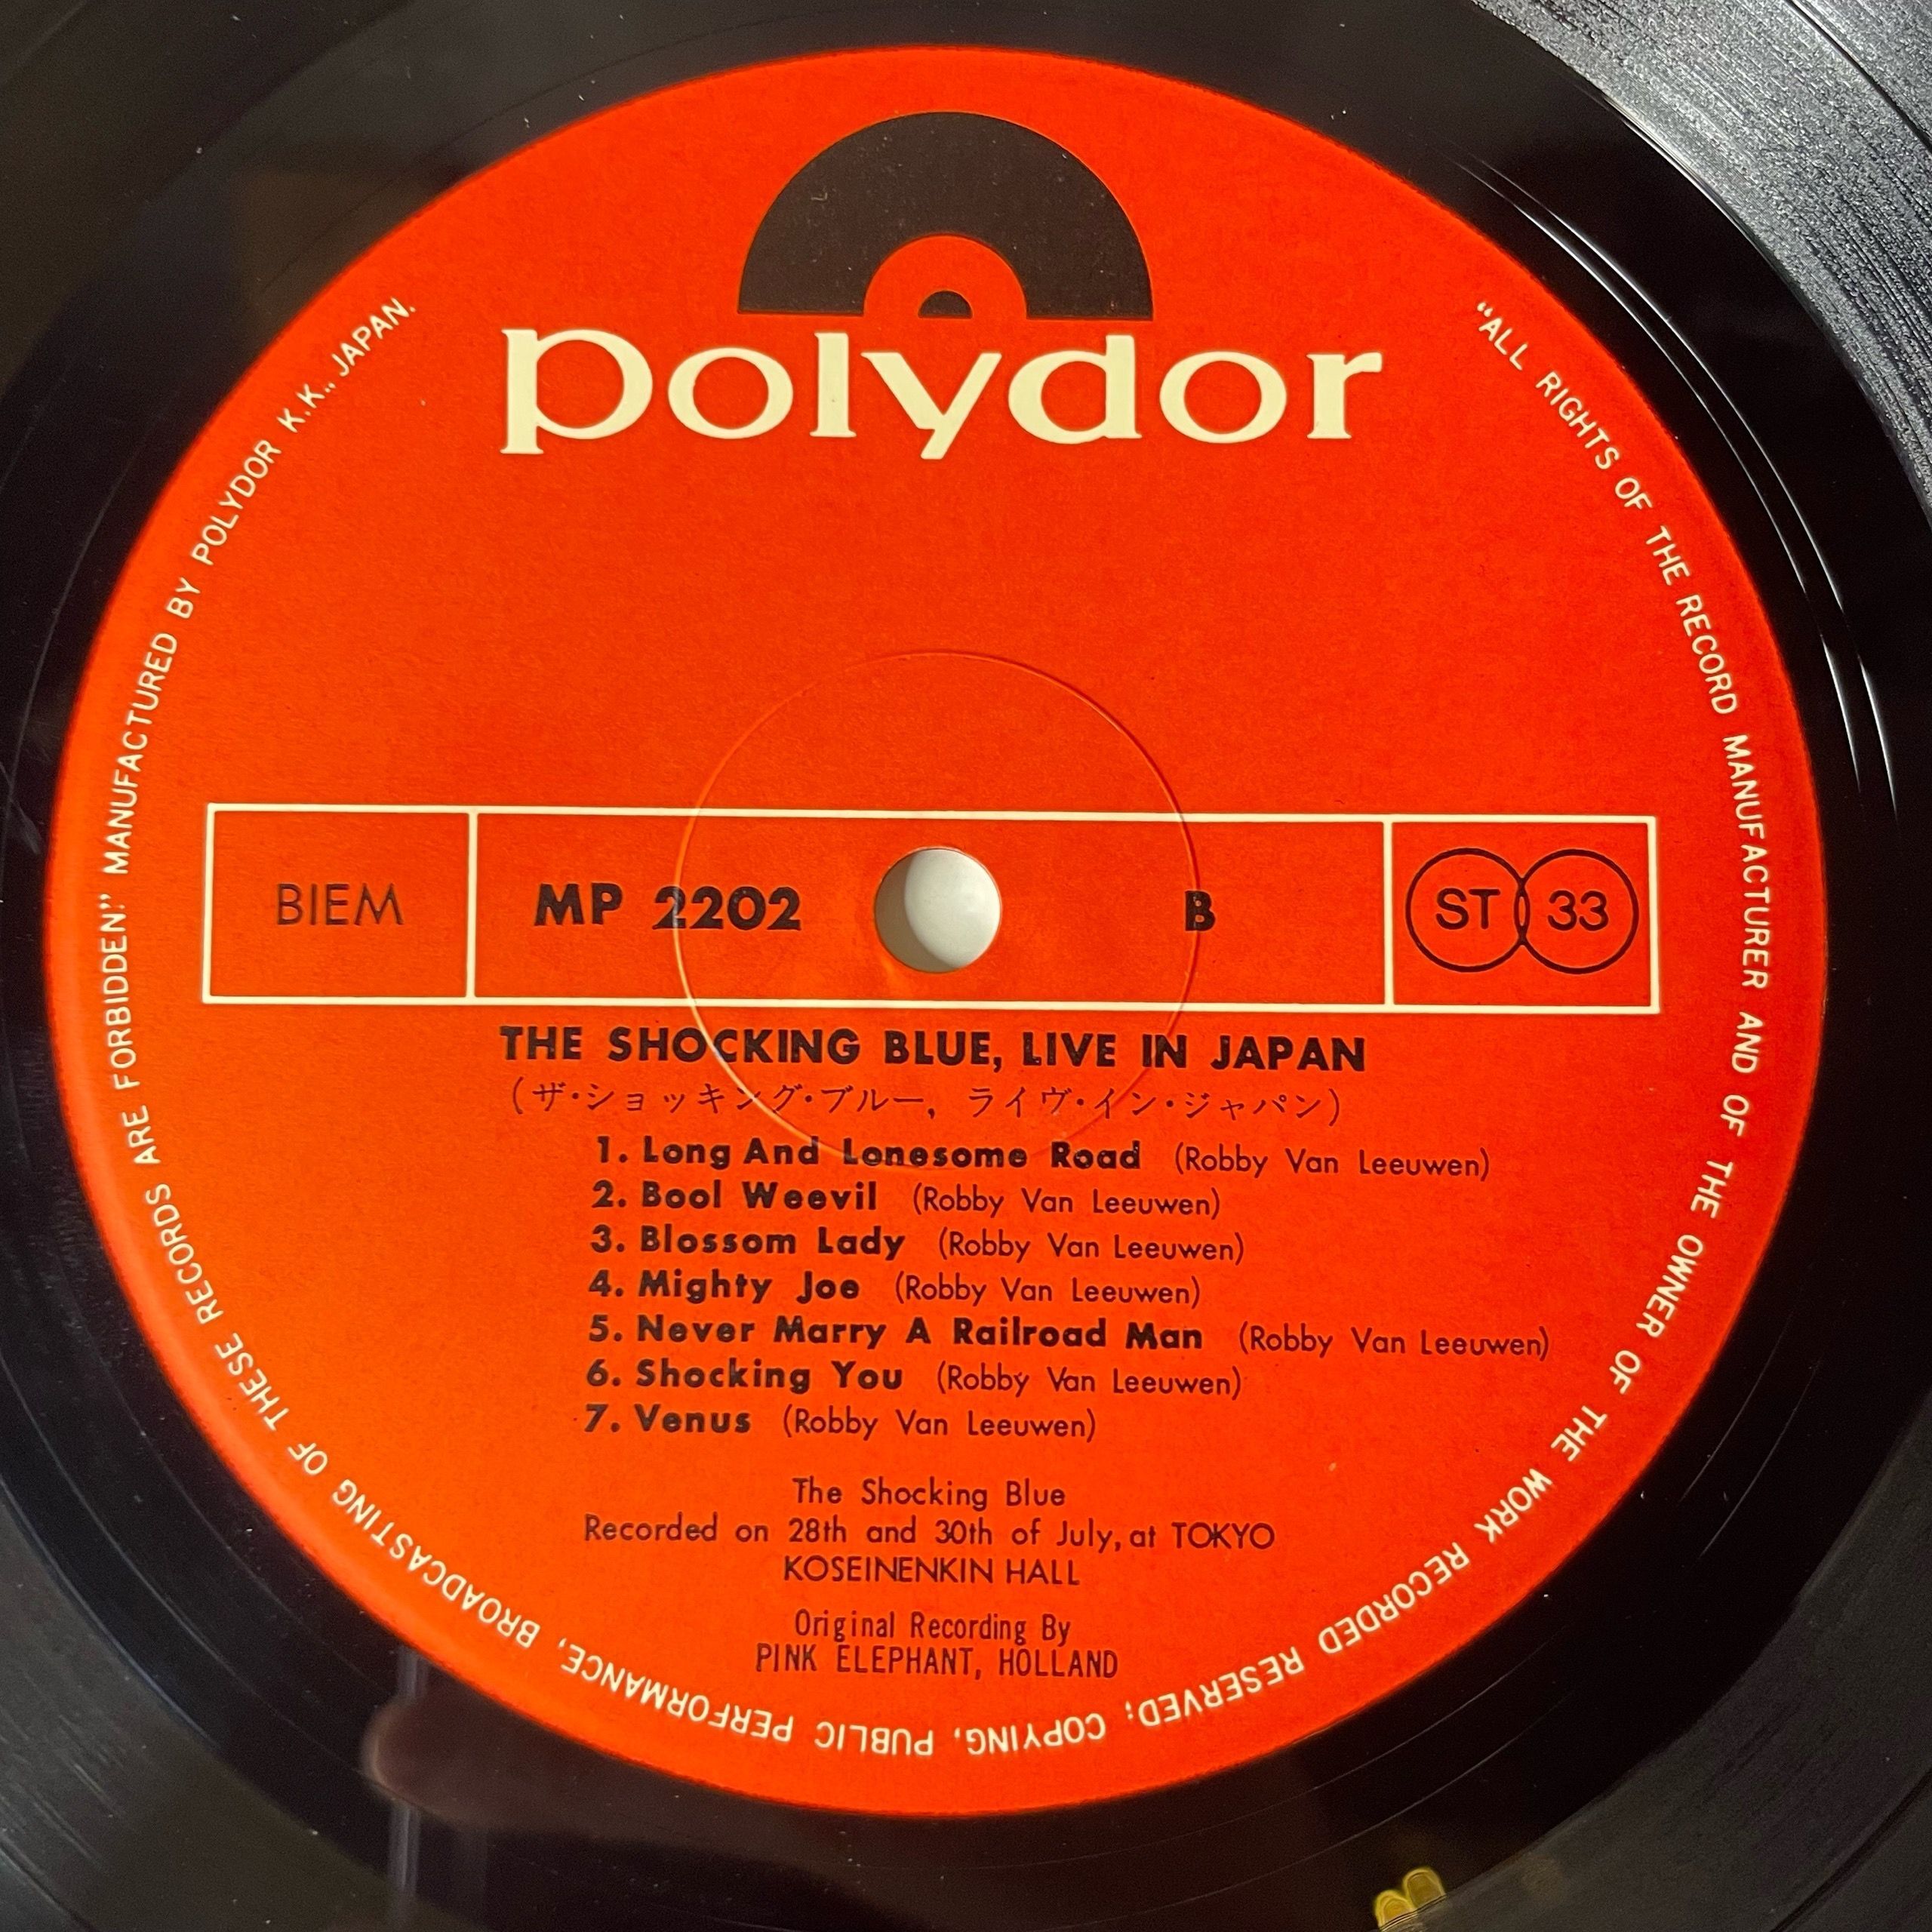 polydor
BIEM MP 2202 B ST 33
THE SHOCKING BLUE, LIVE IN JAPAN
(ザ・ショッキング・ブルー, ライヴ・イン・ジャパン)
1. Long And Lonesome Road (Robby Van Leeuwen)
2. Bool Weevil (Robby Van Leeuwen)
3. Blossom Lady (Robby Van Leeuwen)
4. Mighty Joe (Robby Van Leeuwen)
5. Never Marry A Railroad Man (Robby Van Leeuwen)
6. Shocking You (Robby Van Leeuwen)
7. Venus (Robby Van Leeuwen)
The Shocking Blue
Recorded on 28th and 30th of July, at TOKYO
KOSEINENKIN HALL
Original Recording By
PINK ELEPHANT, HOLLAND
"ALL RIGHTS OF THE RECORD MANUFACTURER AND OF THE OWNER OF THE WORK RECORDED RESERVED; COPYING, PUBLIC PERFORMANCE, BROADCASTING OF THESE RECORDS ARE FORBIDDEN." MANUFACTURED BY POLYDOR K.K., JAPAN.